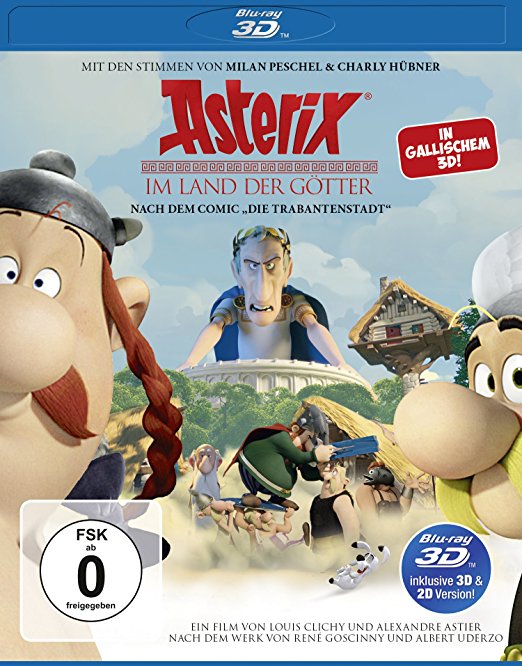 Blu-ray
3D™
MIT DEN STIMMEN VON MILAN PESCHEL & CHARLY HÜBNER
Asterix®
IN
GALLISCHEM
3D!
IM LAND DER GÖTTER
NACH DEM COMIC „DIE TRABANTENSTADT“
FSK
ab
0
freigegeben
Blu-ray
3D™
inklusive 3D &
2D Version!
EIN FILM VON LOUIS CLICHY UND ALEXANDRE ASTIER
NACH DEM WERK VON RENÉ GOSCINNY UND ALBERT UDERZO